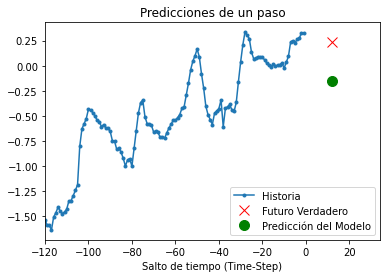 Predicciones de un paso
0.25
0.00
−0.25
−0.50
−0.75
−1.00
−1.25
−1.50
−120 −100 −80 −60 −40 −20 0 20
Salto de tiempo (Time-Step)
Historia
Futuro Verdadero
Predicción del Modelo